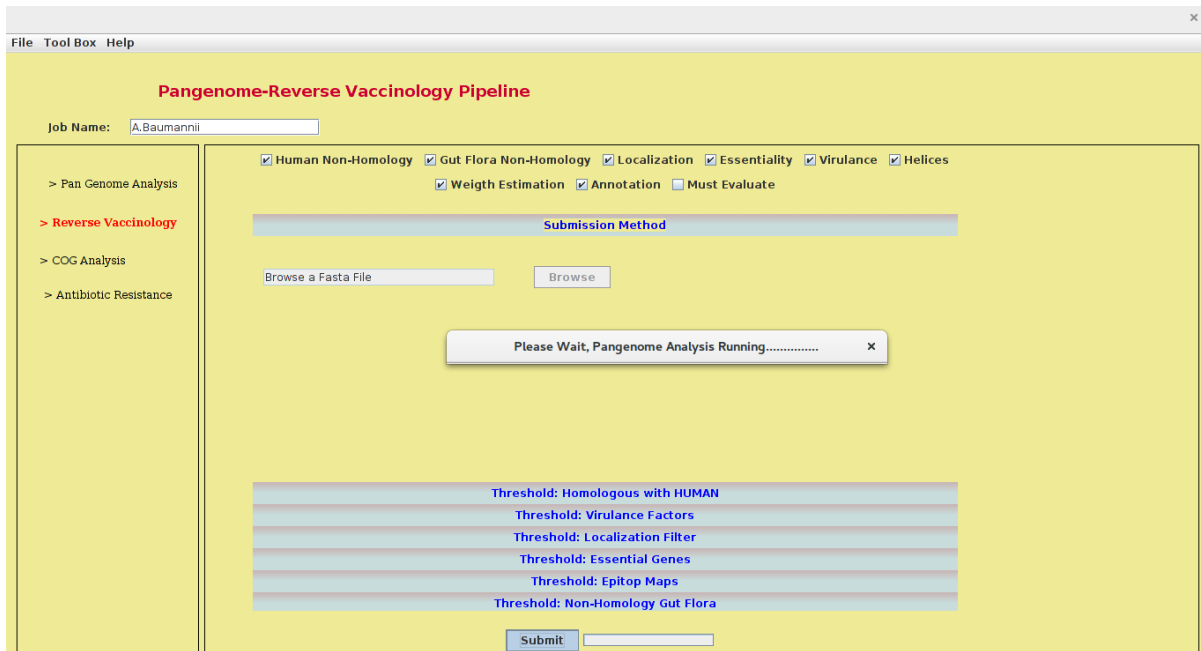 ×
File Tool Box Help
Pangenome-Reverse Vaccinology Pipeline
Job Name: A.Baumannii
> Pan Genome Analysis
> Reverse Vaccinology
> COG Analysis
> Antibiotic Resistance
Human Non-Homology Gut Flora Non-Homology Localization Essentiality Virulance Helices
Weigth Estimation Annotation Must Evaluate
Submission Method
Browse a Fasta File Browse
Please Wait, Pangenome Analysis Running............... ×
Threshold: Homologous with HUMAN
Threshold: Virulance Factors
Threshold: Localization Filter
Threshold: Essential Genes
Threshold: Epitop Maps
Threshold: Non-Homology Gut Flora
Submit